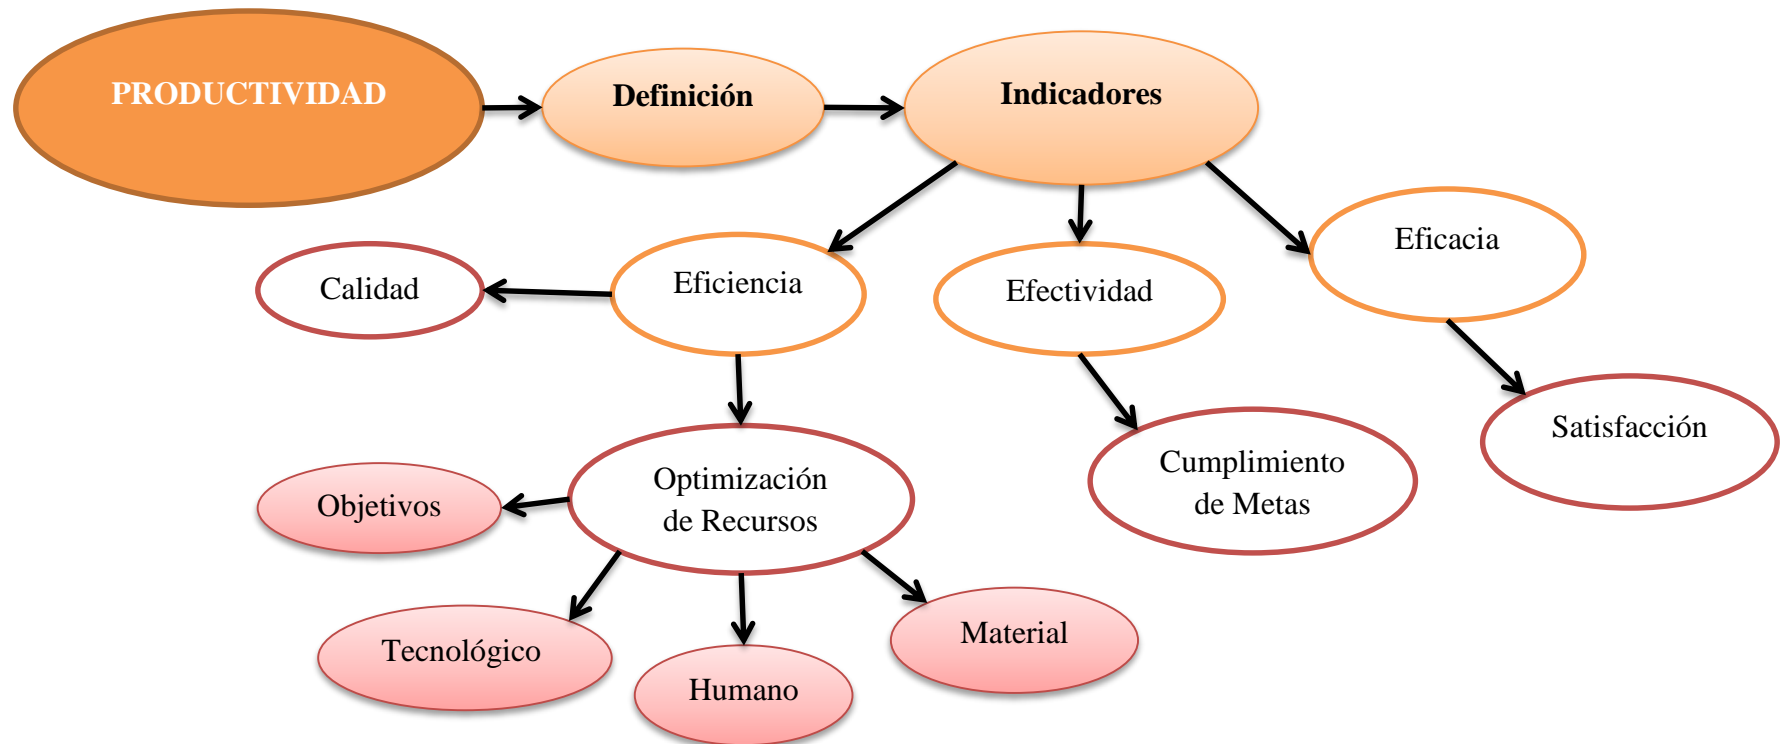 PRODUCTIVIDAD
Definición
Indicadores
Calidad
Eficiencia
Efectividad
Eficacia
Objetivos
Optimización
de Recursos
Cumplimiento
de Metas
Satisfacción
Tecnológico
Humano
Material